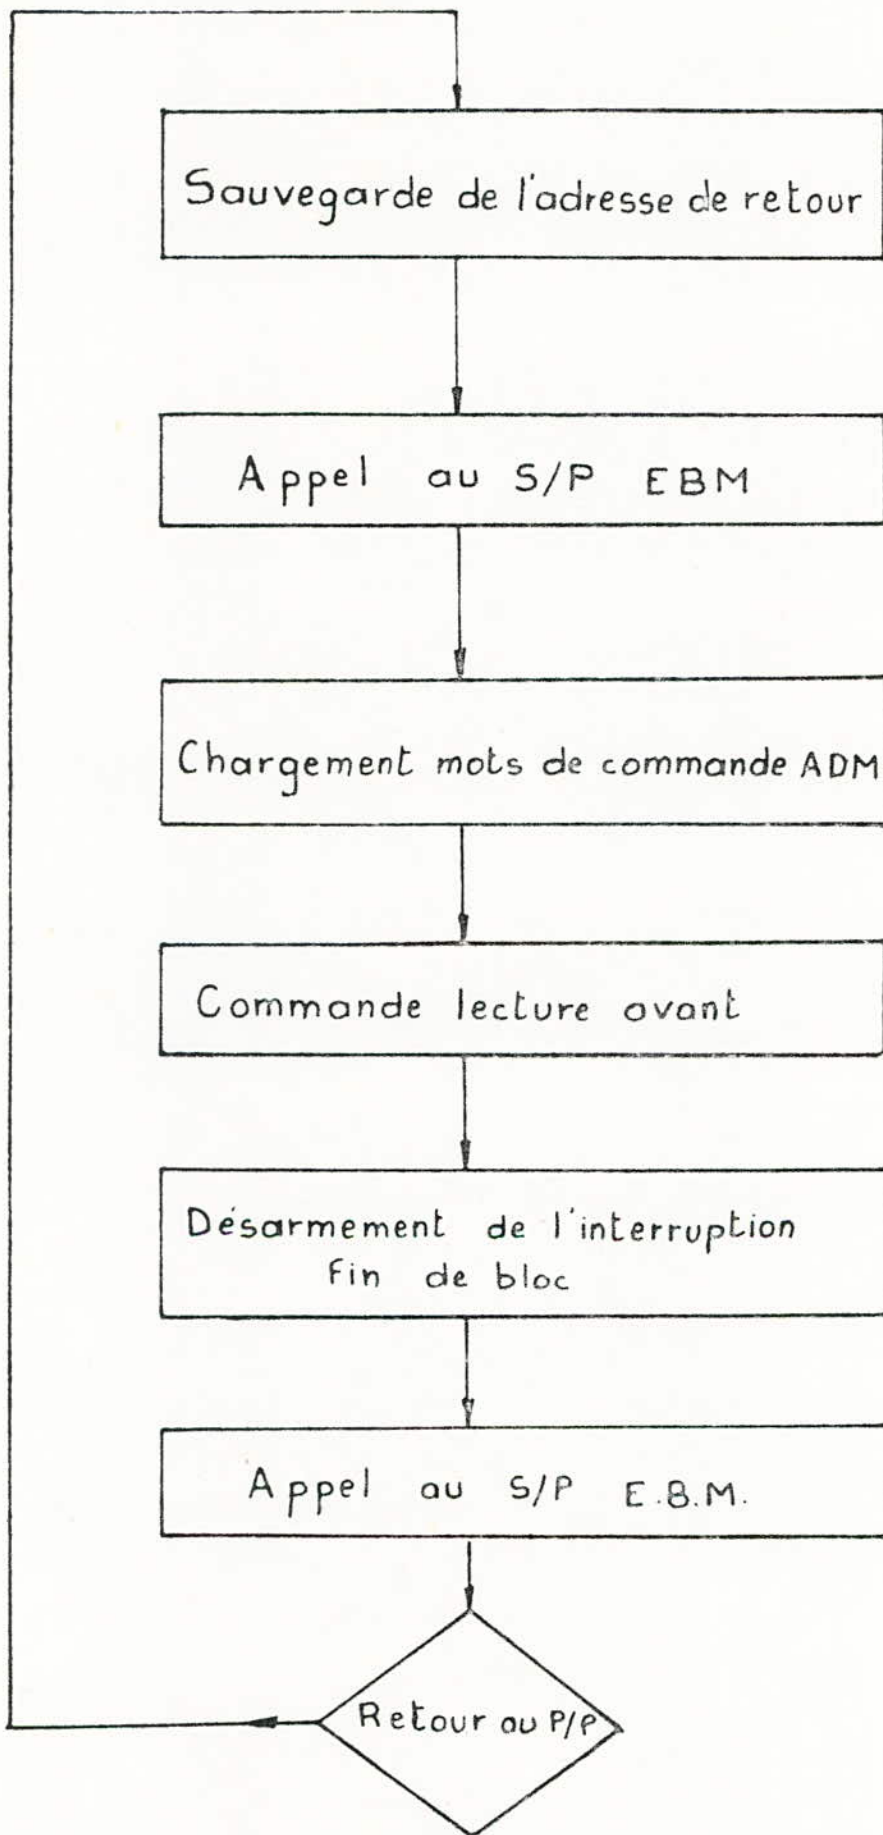 Sauvegarde de l'adresse de retour
Appel au S/P EBM
Chargement mots de commande ADM
Commande lecture avant
Désarmement de l'interruption
Fin de bloc
Appel au S/P E.B.M.
Retour au P/P